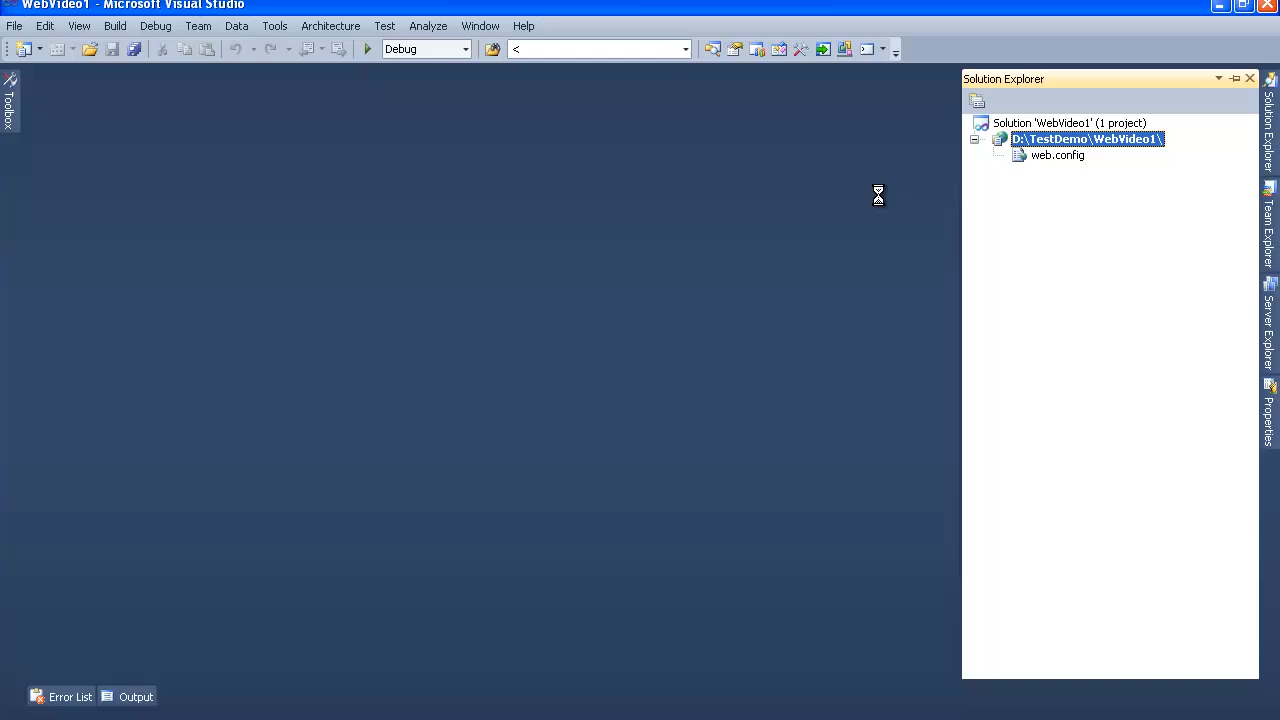 WebVideo1 - Microsoft Visual Studio
File Edit View Build Debug Team Data Tools Architecture Test Analyze Window Help
Debug <
Toolbox
Solution Explorer
Solution 'WebVideo1' (1 project)
D:\TestDemo\WebVideo1\
web.config
Solution Explorer
Team Explorer
Server Explorer
Properties
Error List Output